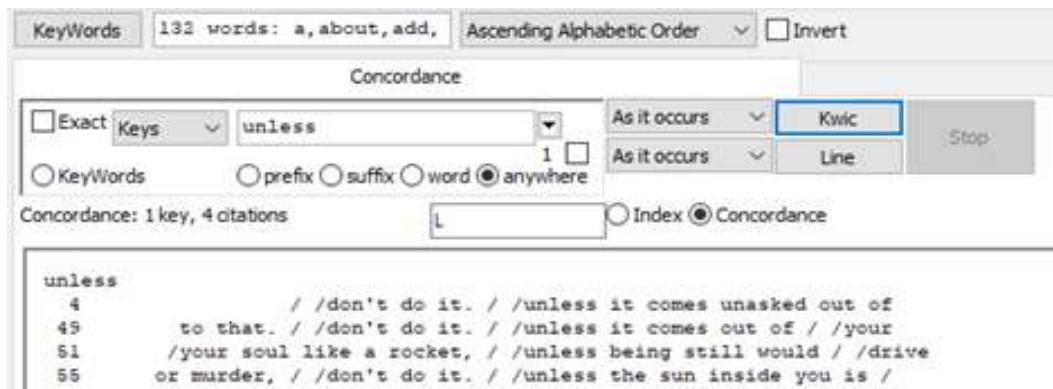 KeyWords 132 words: a,about,add, Ascending Alphabetic Order Invert
Concordance
Exact Keys unless As it occurs Kwic Stop
1 As it occurs Line
KeyWords prefix suffix word anywhere
Concordance: 1 key, 4 citations L Index Concordance
unless
4 / /don't do it. / /unless it comes unasked out of
49 to that. / /don't do it. / /unless it comes out of / /your
51 /your soul like a rocket, / /unless being still would / /drive
55 or murder, / /don't do it. / /unless the sun inside you is /